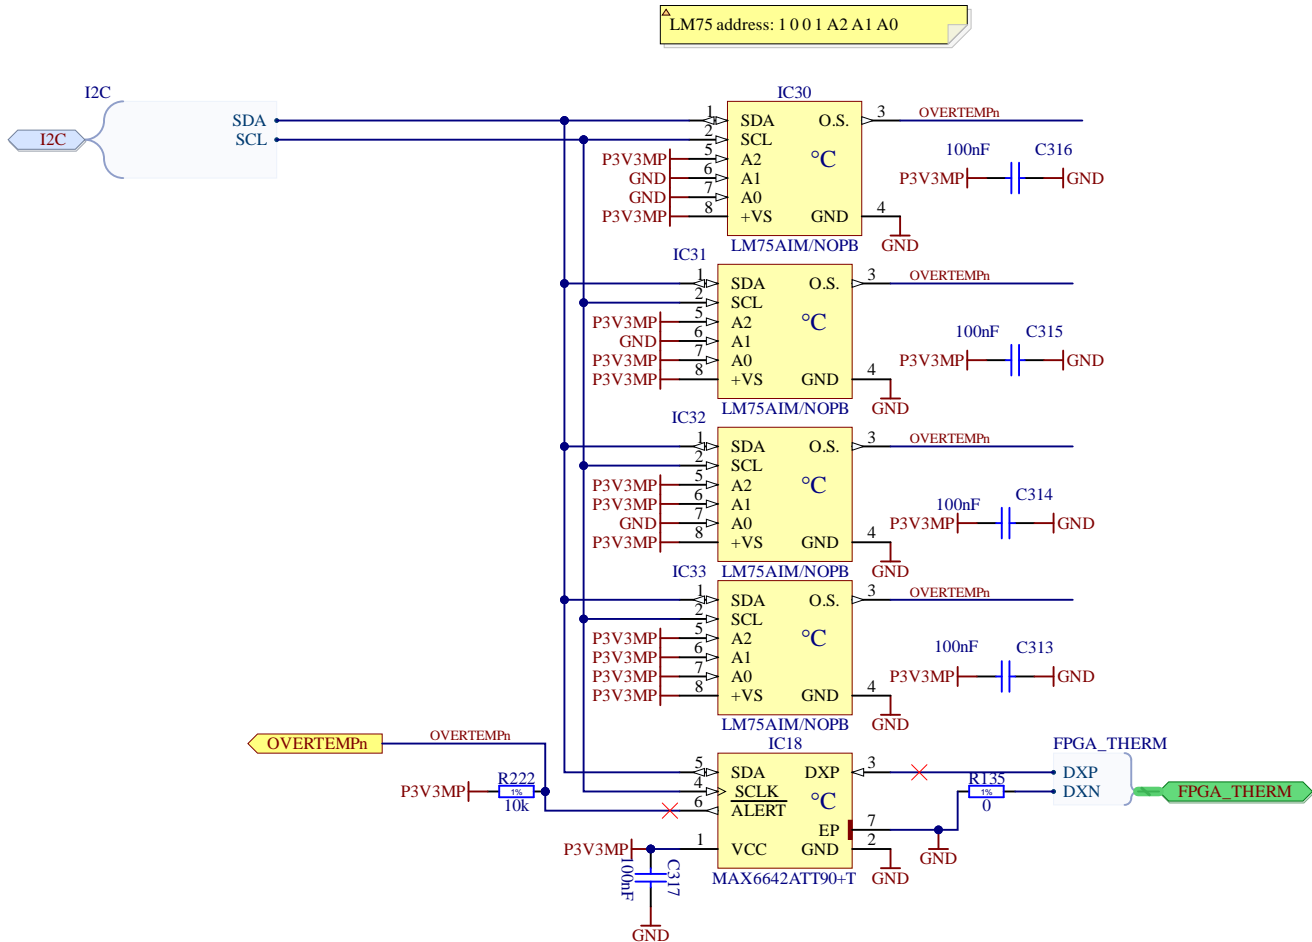 LM75 address: 1 0 0 1 A2 A1 A0
I2C
I2C
SDA
SCL
IC30
1 SDA O.S. 3 OVERTEMPn
2 SCL
P3V3MP 5 A2 °C
GND 6 A1
GND 7 A0
P3V3MP 8 +VS GND 4
GND
LM75AIM/NOPB
100nF C316
P3V3MP GND
IC31
1 SDA O.S. 3 OVERTEMPn
2 SCL
P3V3MP 5 A2 °C
GND 6 A1
P3V3MP 7 A0
P3V3MP 8 +VS GND 4
GND
LM75AIM/NOPB
100nF C315
P3V3MP GND
IC32
1 SDA O.S. 3 OVERTEMPn
2 SCL
P3V3MP 5 A2 °C
P3V3MP 6 A1
GND 7 A0
P3V3MP 8 +VS GND 4
GND
LM75AIM/NOPB
100nF C314
P3V3MP GND
IC33
1 SDA O.S. 3 OVERTEMPn
2 SCL
P3V3MP 5 A2 °C
P3V3MP 6 A1
P3V3MP 7 A0
P3V3MP 8 +VS GND 4
GND
LM75AIM/NOPB
100nF C313
P3V3MP GND
OVERTEMPn OVERTEMPn
P3V3MP R222
1%
10k
IC18
5 SDA DXP 3
4 SCLK °C
6 ALERT
EP 7
P3V3MP 1 VCC GND 2
MAX6642ATT90+T
GND
GND
C317
100nF
GND
R135
1%
0
FPGA_THERM
DXP
DXN
FPGA_THERM